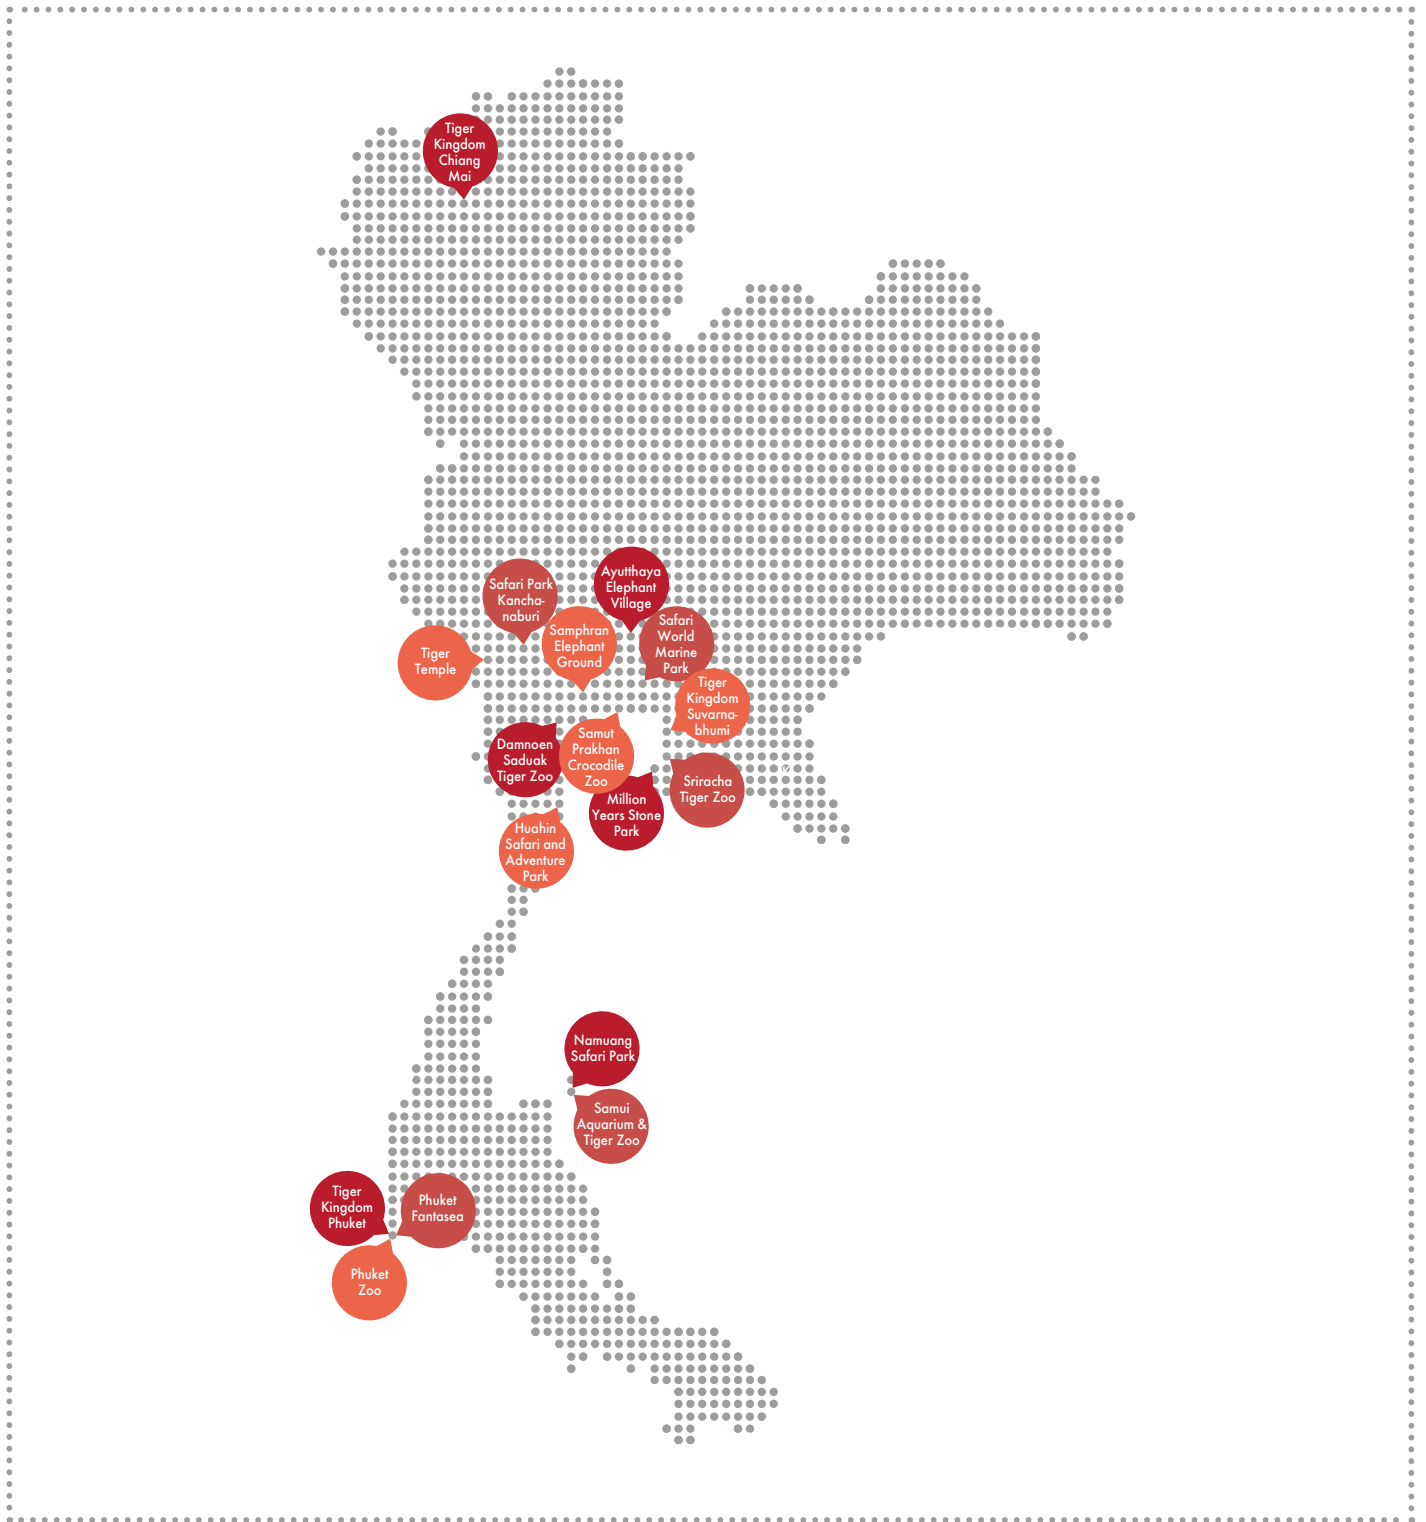 Tiger
Kingdom
Chiang
Mai
Safari Park
Kancha-
naburi
Ayutthaya
Elephant
Village
Samphran
Elephant
Ground
Safari
World
Marine
Park
Tiger
Temple
Tiger
Kingdom
Suvarna-
bhumi
Damnoen
Saduak
Tiger Zoo
Samut
Prakhan
Crocodile
Zoo
Sriracha
Tiger Zoo
Million
Years Stone
Park
Huahin
Safari and
Adventure
Park
Namuang
Safari Park
Samui
Aquarium &
Tiger Zoo
Tiger
Kingdom
Phuket
Phuket
Fantasea
Phuket
Zoo